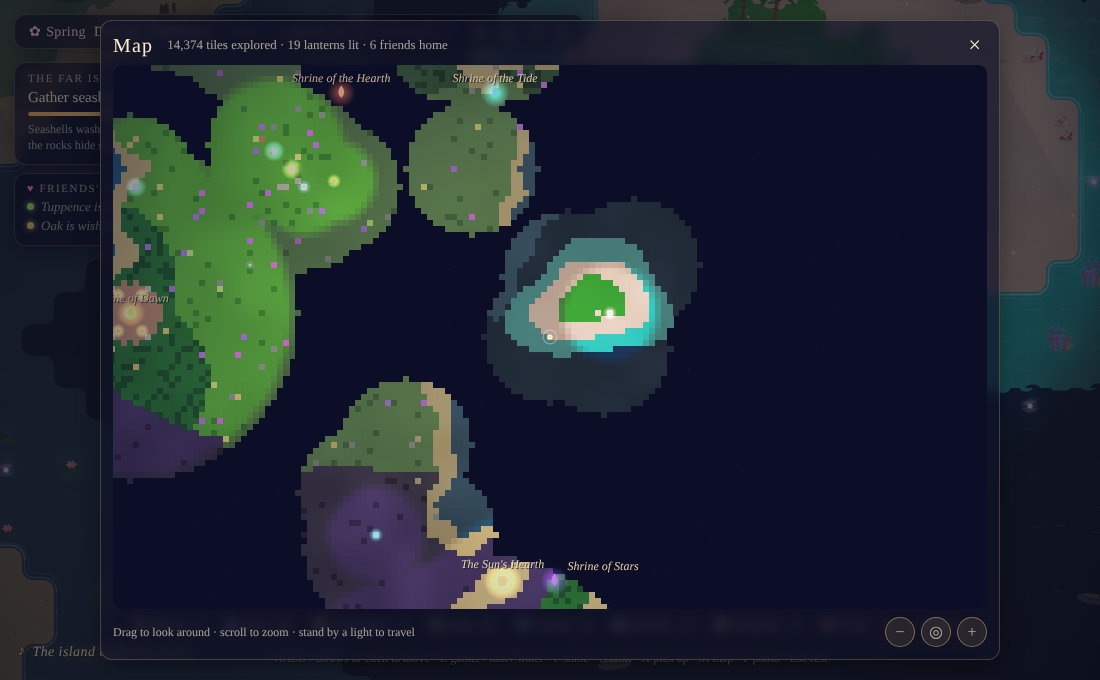 ✿ Spring D
Map
14,374 tiles explored · 19 lanterns lit · 6 friends home
×
THE FAR IS
Gather seash
Seashells wash
the rocks hide s
♥ FRIENDS'
Tuppence is
Oak is wish
Shrine of the Hearth
Shrine of the Tide
ne of Dawn
The Sun's Hearth
Shrine of Stars
Drag to look around · scroll to zoom · stand by a light to travel
− ◎ +
♪ The island